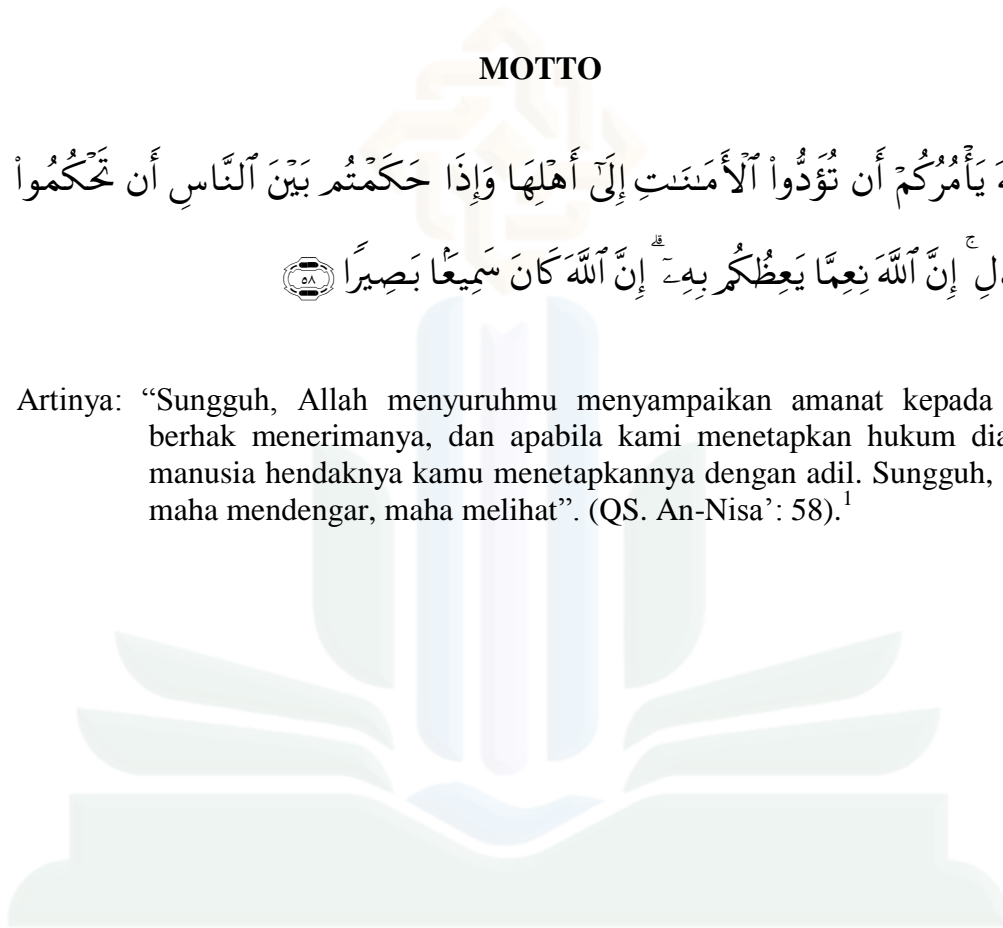 MOTTO
يَأْمُرُكُمْ أَن تُؤَدُّوا۟ ٱلْأَمَـٰنَـٰتِ إِلَىٰٓ أَهْلِهَا وَإِذَا حَكَمْتُم بَيْنَ ٱلنَّاسِ أَن تَحْكُمُوا۟
إِنَّ ٱللَّهَ نِعِمَّا يَعِظُكُم بِهِۦٓ ۗ إِنَّ ٱللَّهَ كَانَ سَمِيعًۢا بَصِيرًا ٥٨
Artinya: “Sungguh, Allah menyuruhmu menyampaikan amanat kepada
berhak menerimanya, dan apabila kami menetapkan hukum
manusia hendaknya kamu menetapkannya dengan adil. Sungguh,
maha mendengar, maha melihat”. (QS. An-Nisa’: 58).¹